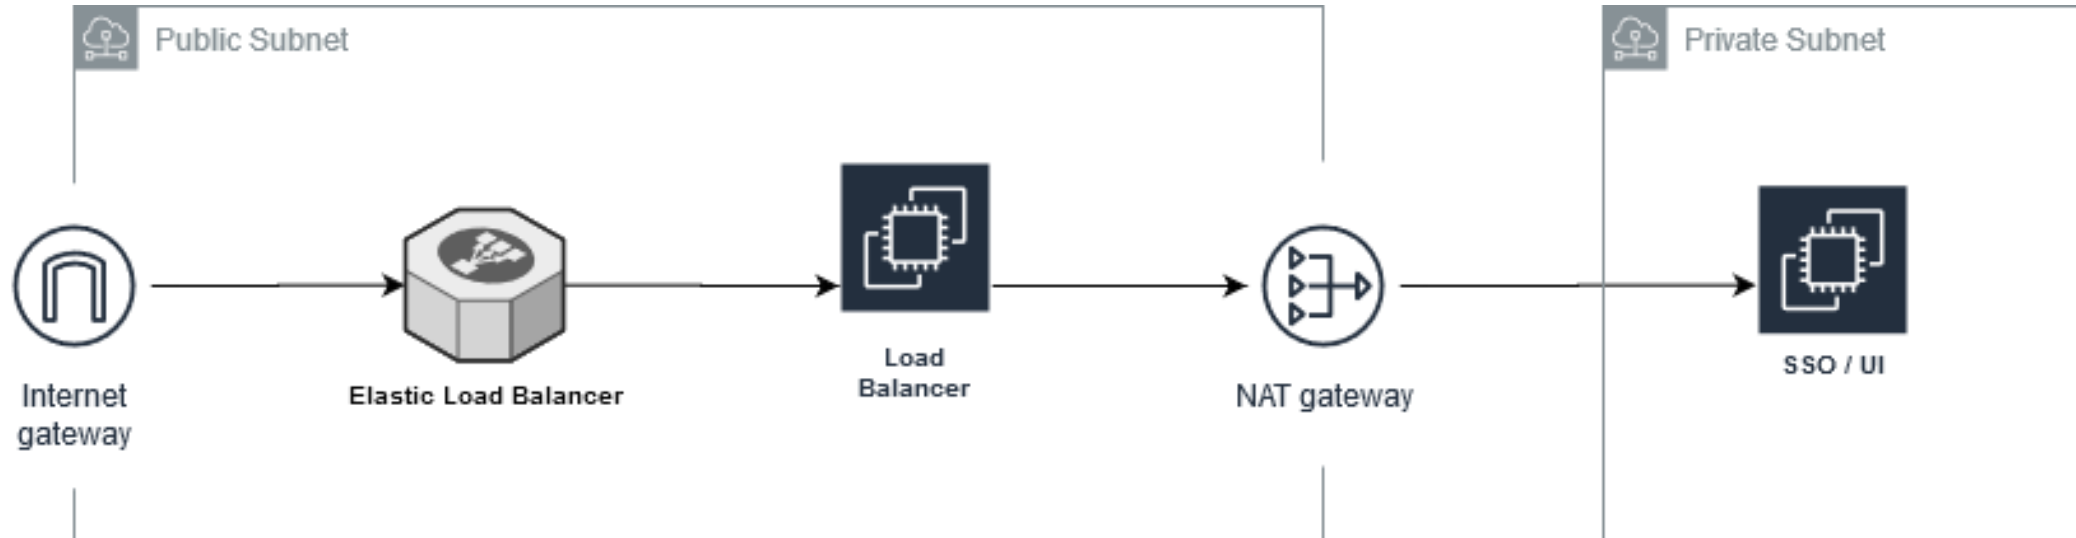 Public Subnet
Private Subnet
Internet
gateway
Elastic Load Balancer
Load
Balancer
NAT gateway
SSO / UI